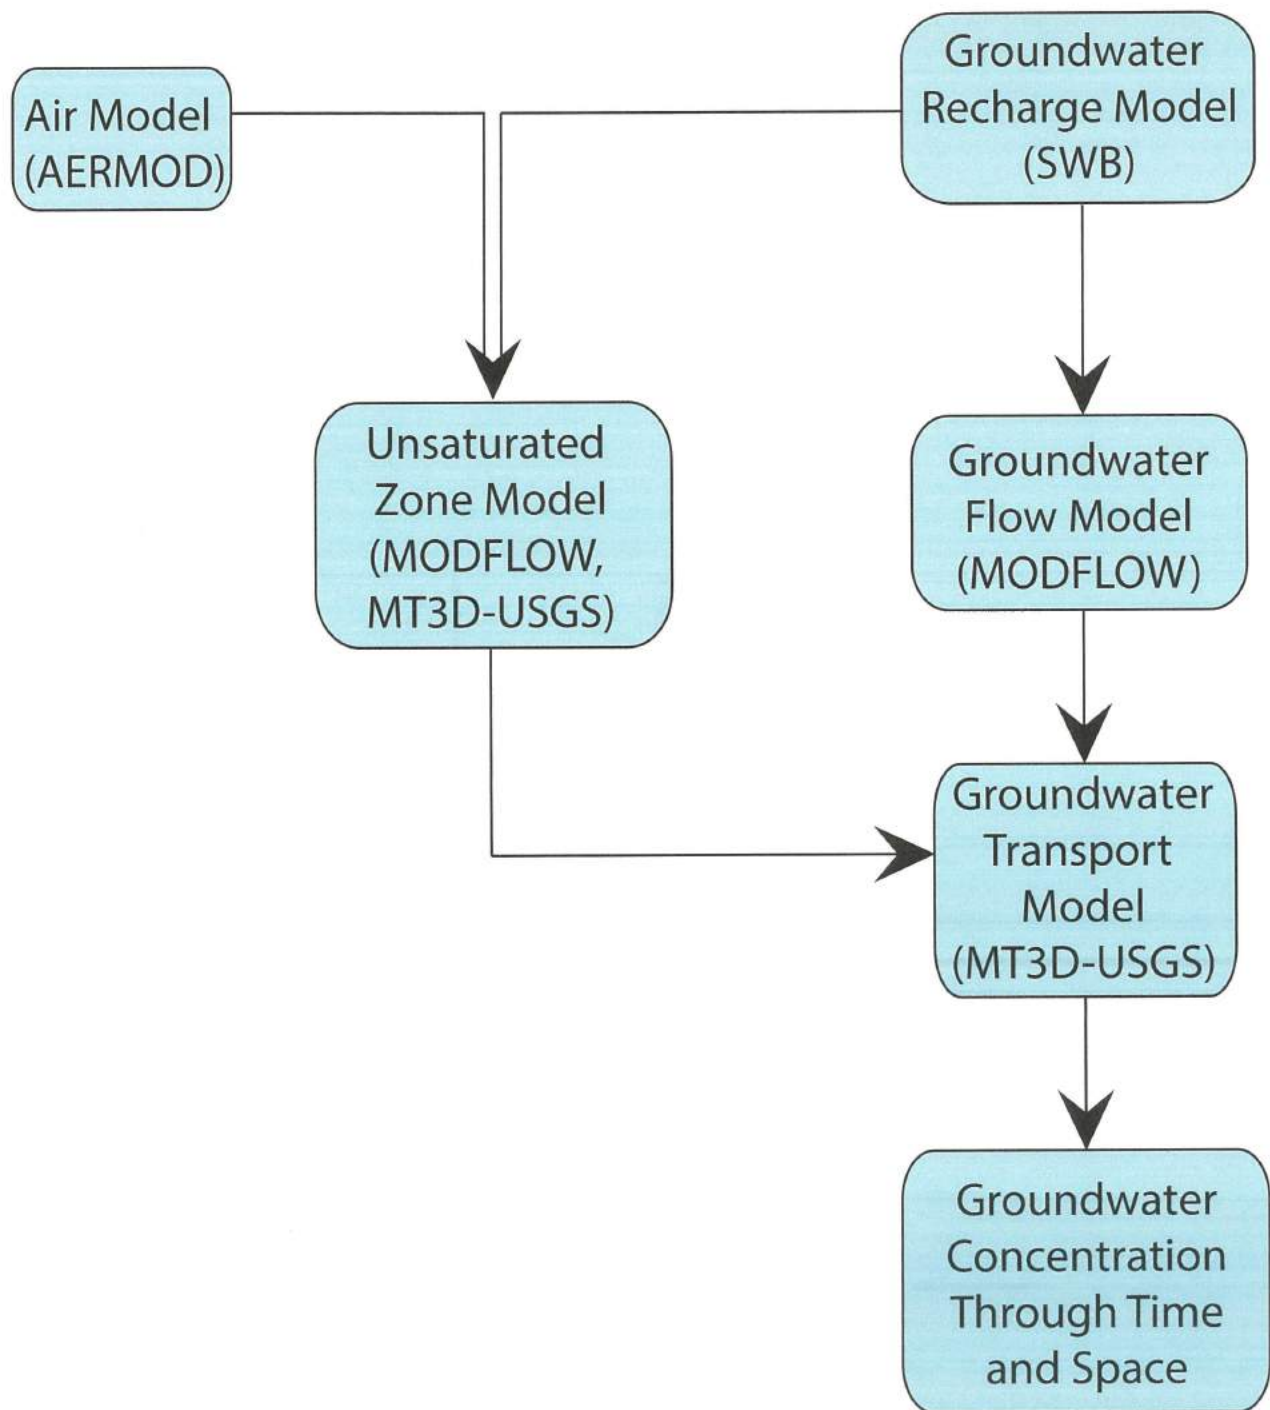 Air Model
(AERMOD)
Groundwater
Recharge Model
(SWB)
Unsaturated
Zone Model
(MODFLOW,
MT3D-USGS)
Groundwater
Flow Model
(MODFLOW)
Groundwater
Transport
Model
(MT3D-USGS)
Groundwater
Concentration
Through Time
and Space